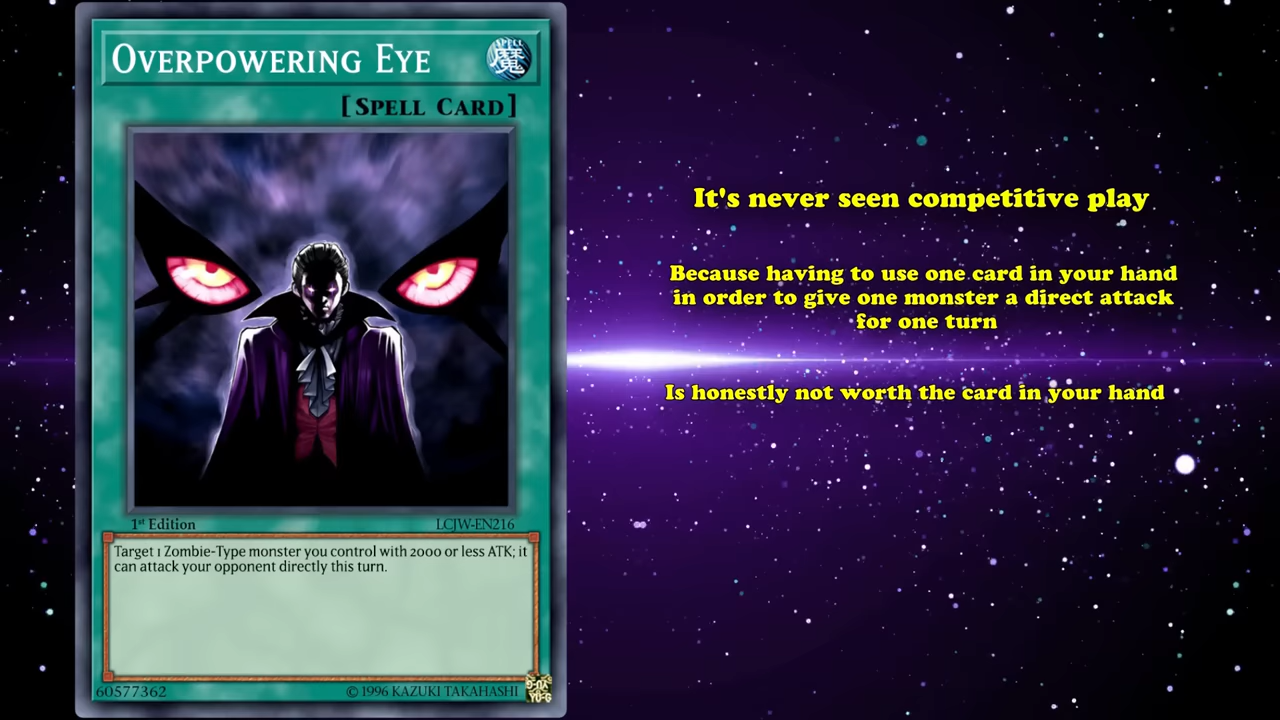 OVERPOWERING EYE
SPELL
魔
[SPELL CARD]
1st Edition
LCJW-EN216
Target 1 Zombie-Type monster you control with 2000 or less ATK; it
can attack your opponent directly this turn.
60577362
© 1996 KAZUKI TAKAHASHI
It's never seen competitive play
Because having to use one card in your hand
in order to give one monster a direct attack
for one turn
Is honestly not worth the card in your hand